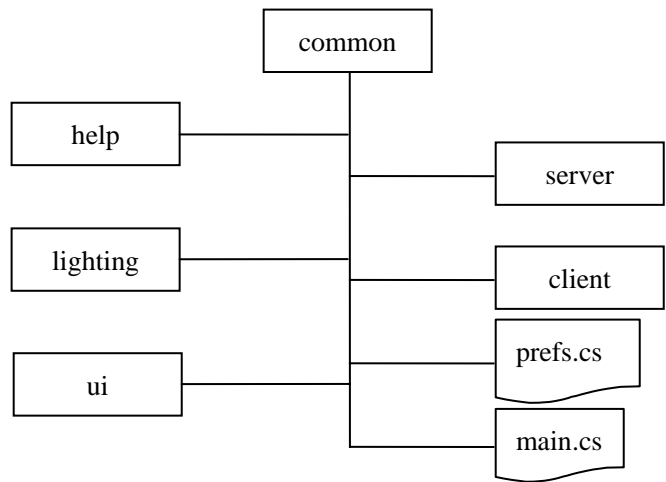 common
help
server
lighting
client
prefs.cs
ui
main.cs